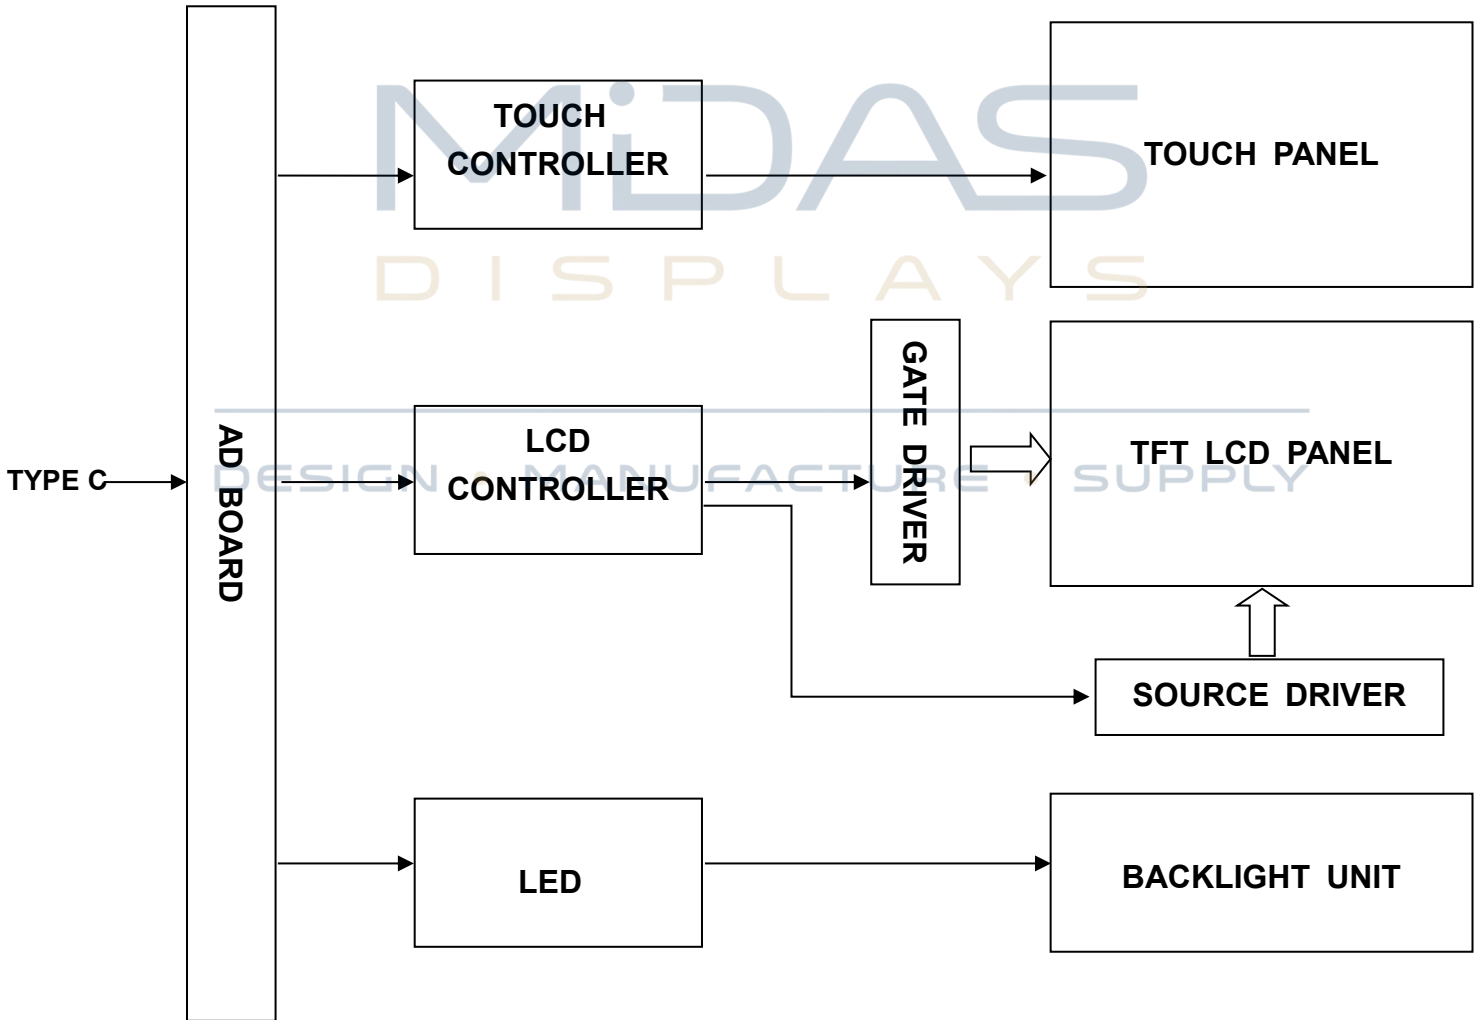 MiDAS
DISPLAYS
DESIGN • MANUFACTURE • SUPPLY
TYPE C
AD BOARD
TOUCH
CONTROLLER
TOUCH PANEL
LCD
CONTROLLER
GATE DRIVER
TFT LCD PANEL
SOURCE DRIVER
LED
BACKLIGHT UNIT